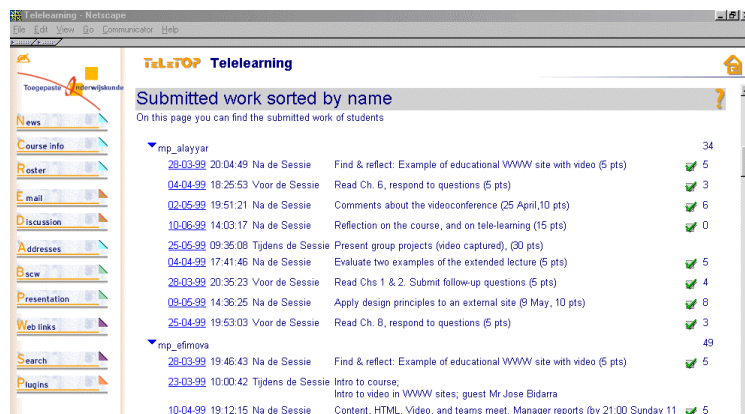 Telelearning - Netscape
File Edit View Go Communicator Help
TELETOP Telelearning
Toegepaste Onderwijskunde
Submitted work sorted by name ?
On this page you can find the submitted work of students
News
Course info
Roster
Email
Discussion
Addresses
Bscw
Presentation
Web links
Search
Plugins
mp_alayyar 34
28-03-99 20:04:49 Na de Sessie Find & reflect: Example of educational WWW site with video (5 pts) 5
04-04-99 18:25:53 Voor de Sessie Read Ch. 6, respond to questions (5 pts) 3
02-05-99 19:51:21 Na de Sessie Comments about the videoconference (25 April,10 pts) 6
10-06-99 14:03:17 Na de Sessie Reflection on the course, and on tele-learning (15 pts) 0
25-05-99 09:35:08 Tijdens de Sessie Present group projects (video captured), (30 pts)
04-04-99 17:41:46 Na de Sessie Evaluate two examples of the extended lecture (5 pts) 5
28-03-99 20:35:23 Voor de Sessie Read Chs 1 & 2. Submit follow-up questions (5 pts) 4
09-05-99 14:36:25 Na de Sessie Apply design principles to an external site (9 May, 10 pts) 8
25-04-99 19:53:03 Voor de Sessie Read Ch. 8, respond to questions (5 pts) 3
mp_efimova 49
28-03-99 19:46:43 Na de Sessie Find & reflect: Example of educational WWW site with video (5 pts) 5
23-03-99 10:00:42 Tijdens de Sessie Intro to course;
Intro to video in WWW sites; guest Mr Jose Bidarra
10-04-99 19:12:15 Na de Sessie Content, HTML, Video, and teams meet. Manager reports (by 21:00 Sunday 11 5